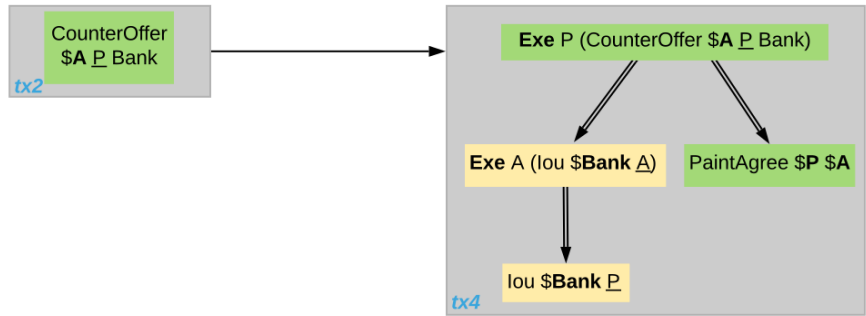 CounterOffer
$A P Bank
tx2
Exe P (CounterOffer $A P Bank)
Exe A (Iou $Bank A)
PaintAgree $P $A
Iou $Bank P
tx4